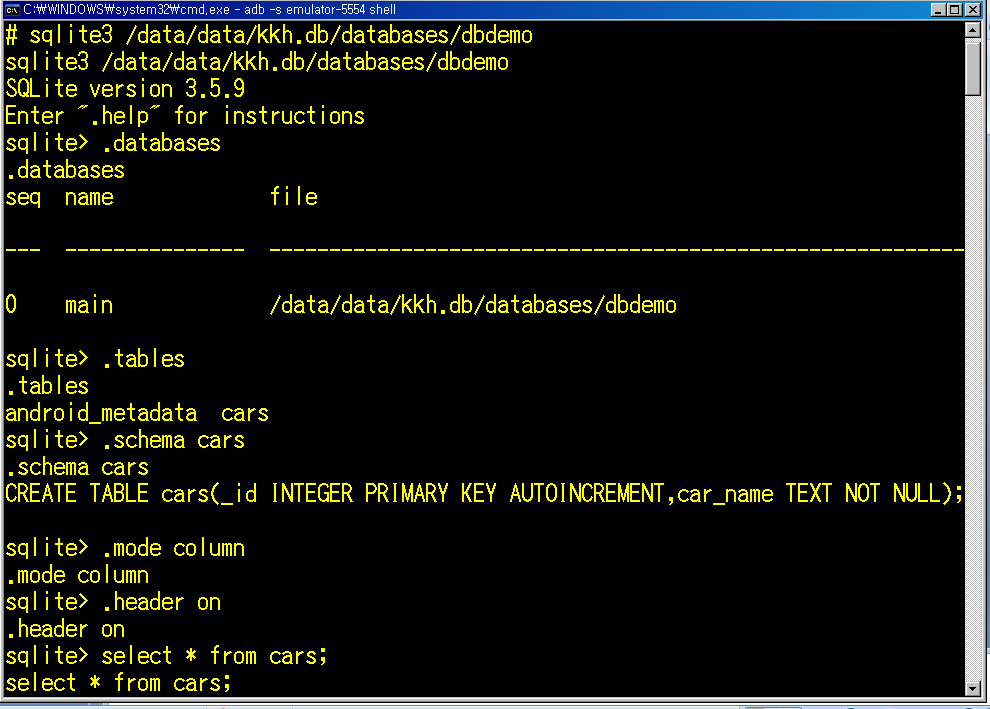 C:₩WINDOWS₩system32₩cmd.exe - adb -s emulator-5554 shell
# sqlite3 /data/data/kkh.db/databases/dbdemo
sqlite3 /data/data/kkh.db/databases/dbdemo
SQLite version 3.5.9
Enter ".help" for instructions
sqlite> .databases
.databases
seq  name             file
---  ---------------  ----------------------------------------------------------
0    main             /data/data/kkh.db/databases/dbdemo
sqlite> .tables
.tables
android_metadata  cars
sqlite> .schema cars
.schema cars
CREATE TABLE cars(_id INTEGER PRIMARY KEY AUTOINCREMENT,car_name TEXT NOT NULL);
sqlite> .mode column
.mode column
sqlite> .header on
.header on
sqlite> select * from cars;
select * from cars;